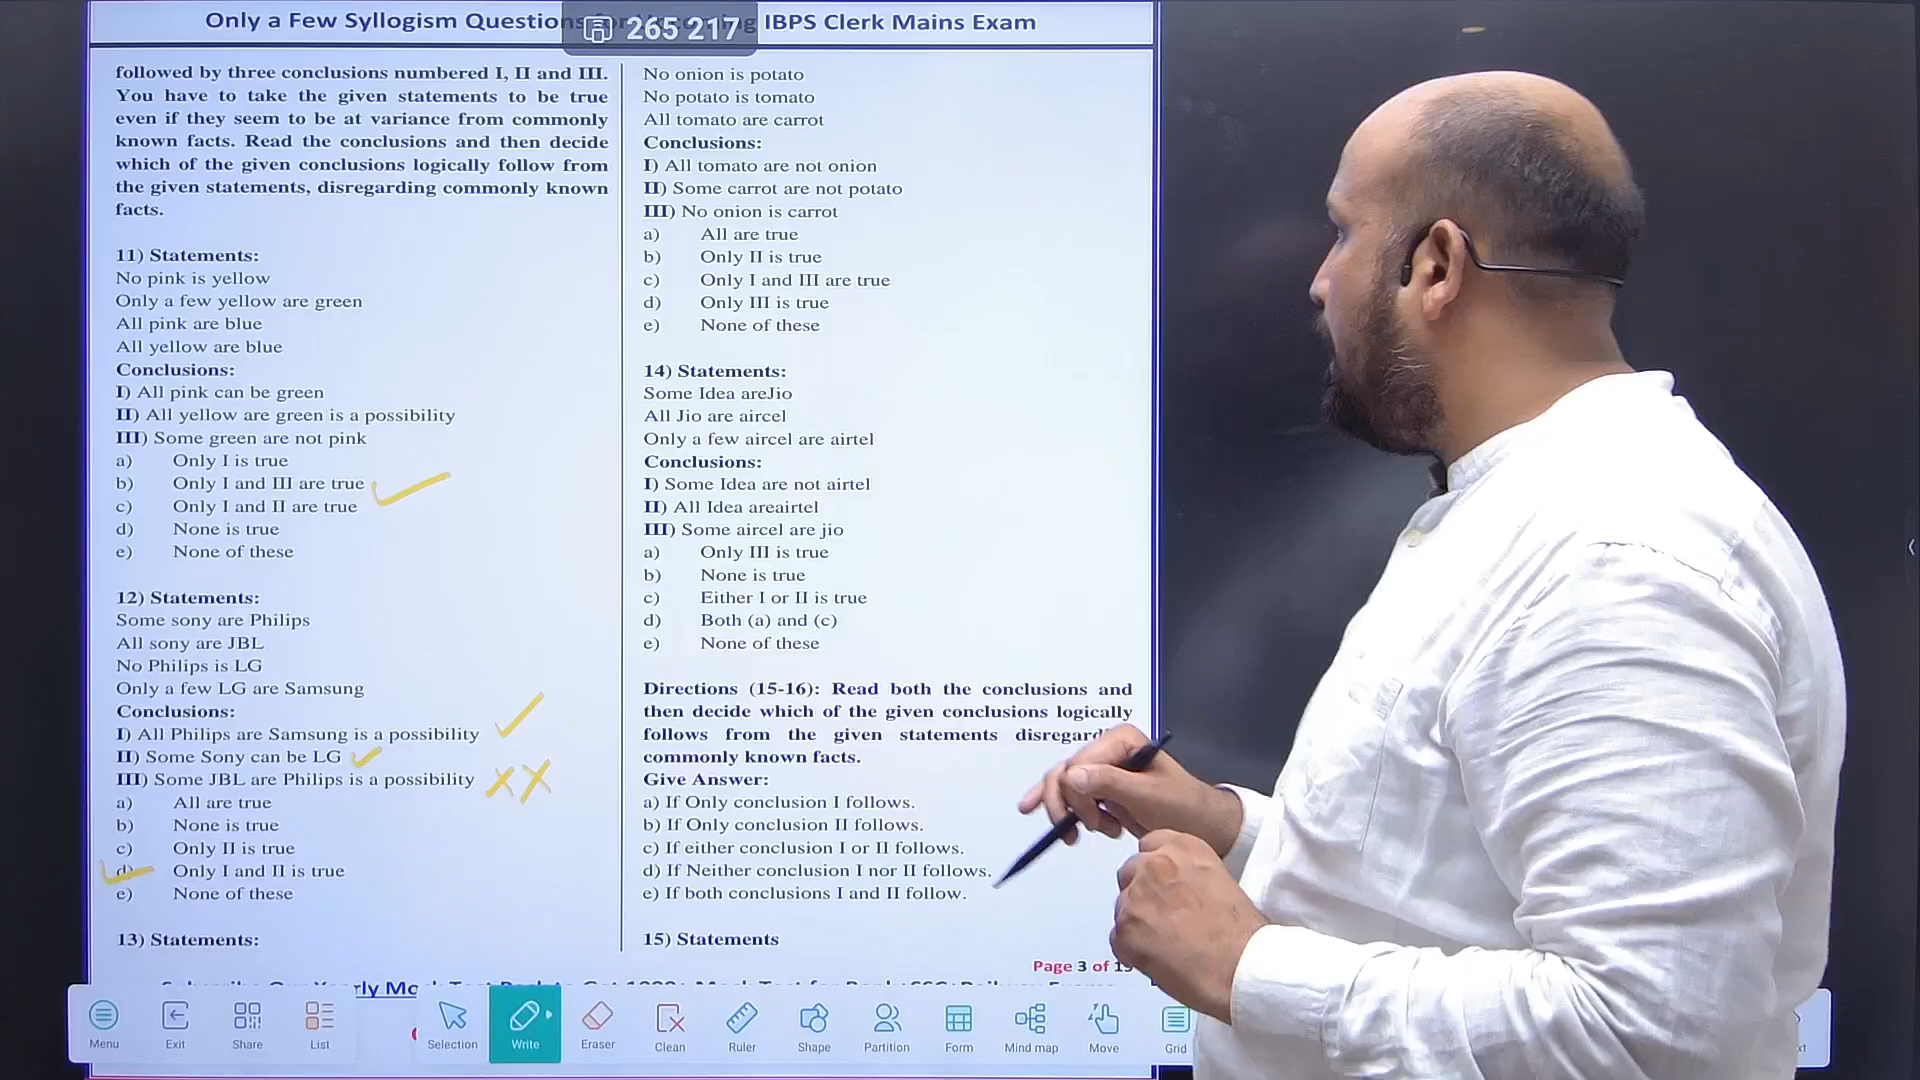 Only a Few Syllogism Questions IBPS Clerk Mains Exam
265 217
followed by three conclusions numbered I, II and III.
You have to take the given statements to be true
even if they seem to be at variance from commonly
known facts. Read the conclusions and then decide
which of the given conclusions logically follow from
the given statements, disregarding commonly known
facts.
11) Statements:
No pink is yellow
Only a few yellow are green
All pink are blue
All yellow are blue
Conclusions:
I) All pink can be green
II) All yellow are green is a possibility
III) Some green are not pink
a) Only I is true
b) Only I and III are true
c) Only I and II are true
d) None is true
e) None of these
12) Statements:
Some sony are Philips
All sony are JBL
No Philips is LG
Only a few LG are Samsung
Conclusions:
I) All Philips are Samsung is a possibility
II) Some Sony can be LG
III) Some JBL are Philips is a possibility
a) All are true
b) None is true
c) Only II is true
d) Only I and II is true
e) None of these
13) Statements:
No onion is potato
No potato is tomato
All tomato are carrot
Conclusions:
I) All tomato are not onion
II) Some carrot are not potato
III) No onion is carrot
a) All are true
b) Only II is true
c) Only I and III are true
d) Only III is true
e) None of these
14) Statements:
Some Idea areJio
All Jio are aircel
Only a few aircel are airtel
Conclusions:
I) Some Idea are not airtel
II) All Idea areairtel
III) Some aircel are jio
a) Only III is true
b) None is true
c) Either I or II is true
d) Both (a) and (c)
e) None of these
Directions (15-16): Read both the conclusions and
then decide which of the given conclusions logically
follows from the given statements
commonly known facts.
Give Answer:
a) If Only conclusion I follows.
b) If Only conclusion II follows.
c) If either conclusion I or II follows.
d) If Neither conclusion I nor II follows.
e) If both conclusions I and II follow.
15) Statements
Page 3 of
Menu Exit Share List Selection Write Eraser Clean Ruler Shape Partition Form Mind map Move Grid